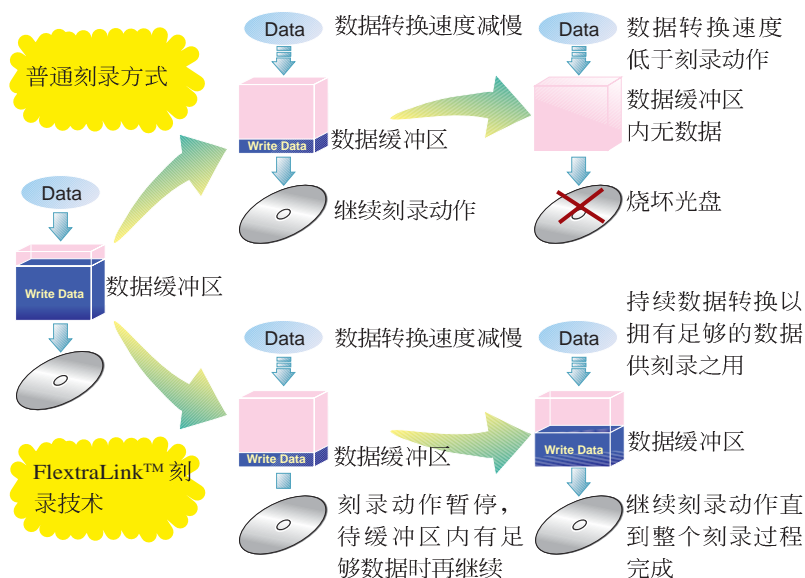 普通刻录方式
Data
数据转换速度减慢
Write Data
数据缓冲区
继续刻录动作
Data
数据转换速度
低于刻录动作
数据缓冲区
内无数据
烧坏光盘
Data
Write Data
数据缓冲区
FlextraLink™ 刻
录技术
Data
数据转换速度减慢
Write Data
数据缓冲区
刻录动作暂停，
待缓冲区内有足
够数据时再继续
Data
持续数据转换以
拥有足够的数据
供刻录之用
Write Data
数据缓冲区
继续刻录动作直
到整个刻录过程
完成